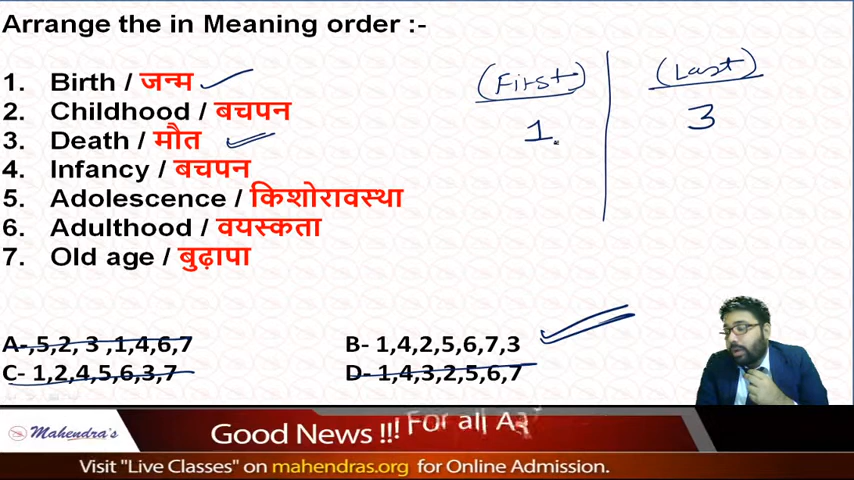 Arrange the in Meaning order :-
1. Birth / जन्म
2. Childhood / बचपन
3. Death / मौत
4. Infancy / बचपन
5. Adolescence / किशोरावस्था
6. Adulthood / वयस्कता
7. Old age / बुढ़ापा
(First) (Last)
1 3
A-,5,2, 3 ,1,4,6,7 B- 1,4,2,5,6,7,3
C- 1,2,4,5,6,3,7 D- 1,4,3,2,5,6,7
Mahendra's
Good News !!! For all
Visit "Live Classes" on mahendras.org for Online Admission.